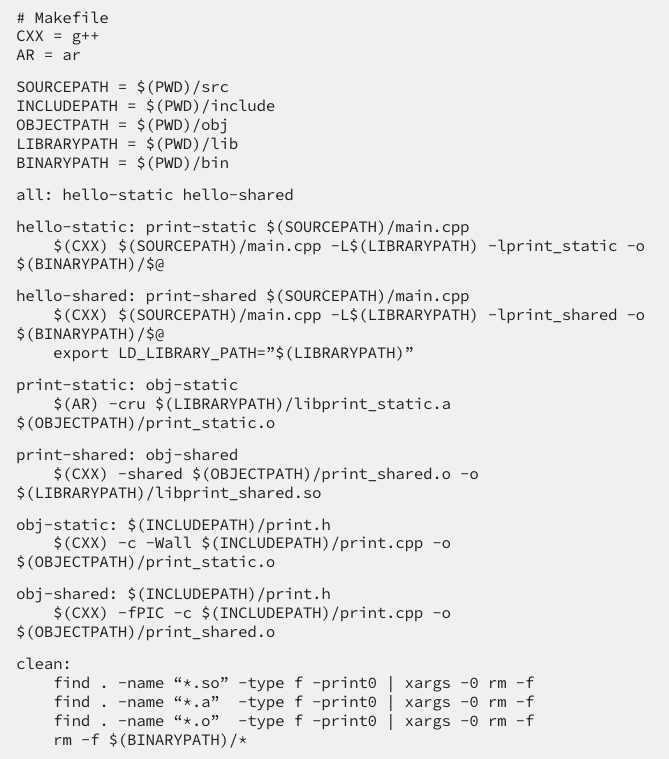 # Makefile
CXX = g++
AR = ar
SOURCEPATH = $(PWD)/src
INCLUDEPATH = $(PWD)/include
OBJECTPATH = $(PWD)/obj
LIBRARYPATH = $(PWD)/lib
BINARYPATH = $(PWD)/bin
all: hello-static hello-shared
hello-static: print-static $(SOURCEPATH)/main.cpp
    $(CXX) $(SOURCEPATH)/main.cpp -L$(LIBRARYPATH) -lprint_static -o
$(BINARYPATH)/$@
hello-shared: print-shared $(SOURCEPATH)/main.cpp
    $(CXX) $(SOURCEPATH)/main.cpp -L$(LIBRARYPATH) -lprint_shared -o
$(BINARYPATH)/$@
    export LD_LIBRARY_PATH=”$(LIBRARYPATH)”
print-static: obj-static
    $(AR) -cru $(LIBRARYPATH)/libprint_static.a
$(OBJECTPATH)/print_static.o
print-shared: obj-shared
    $(CXX) -shared $(OBJECTPATH)/print_shared.o -o
$(LIBRARYPATH)/libprint_shared.so
obj-static: $(INCLUDEPATH)/print.h
    $(CXX) -c -Wall $(INCLUDEPATH)/print.cpp -o
$(OBJECTPATH)/print_static.o
obj-shared: $(INCLUDEPATH)/print.h
    $(CXX) -fPIC -c $(INCLUDEPATH)/print.cpp -o
$(OBJECTPATH)/print_shared.o
clean:
    find . -name “*.so” -type f -print0 | xargs -0 rm -f
    find . -name “*.a”  -type f -print0 | xargs -0 rm -f
    find . -name “*.o”  -type f -print0 | xargs -0 rm -f
    rm -f $(BINARYPATH)/*